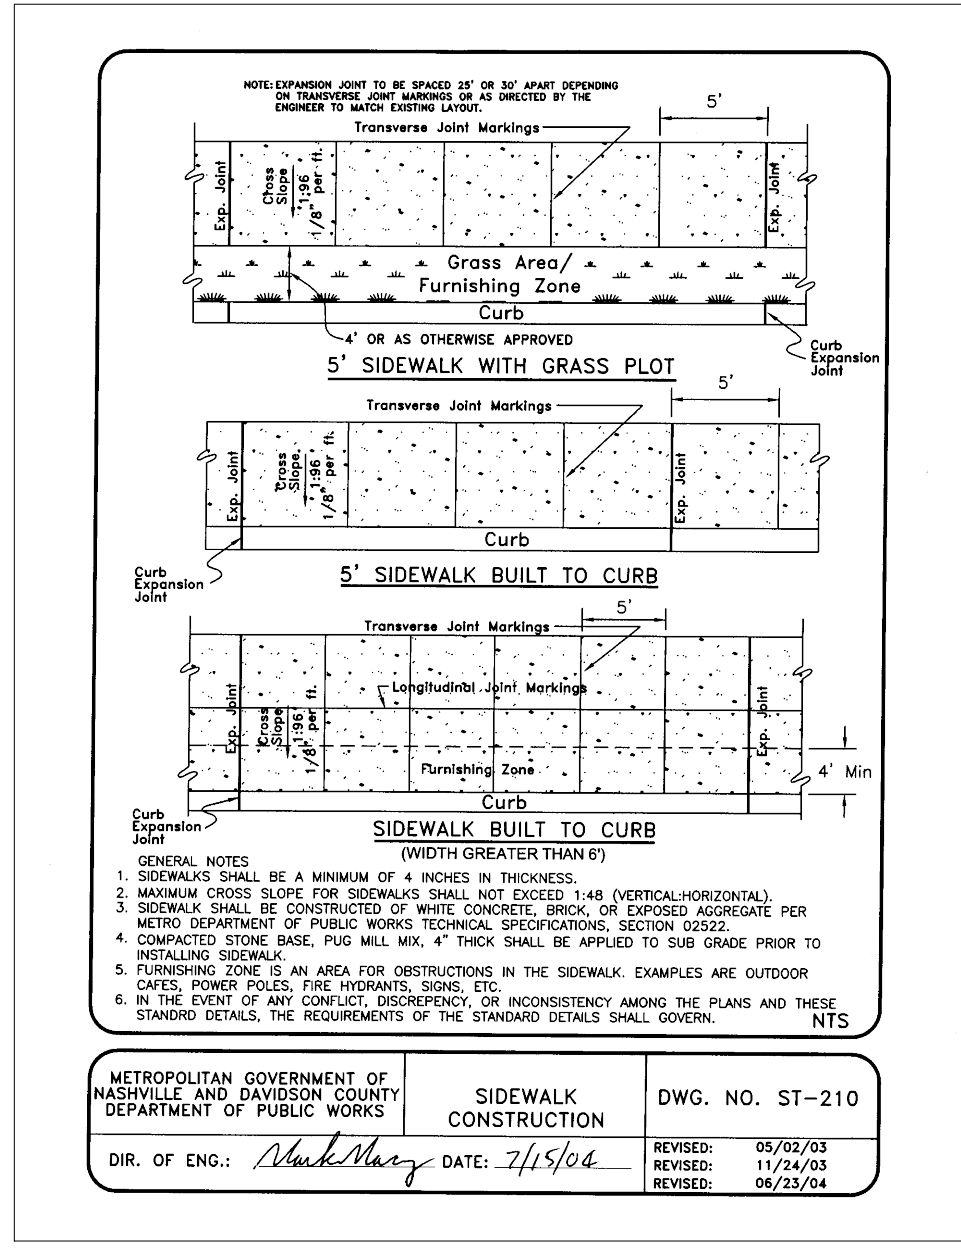 NOTE: EXPANSION JOINT TO BE SPACED 25' OR 30' APART DEPENDING
ON TRANSVERSE JOINT MARKINGS OR AS DIRECTED BY THE
ENGINEER TO MATCH EXISTING LAYOUT.
5'
Transverse Joint Markings
Exp. Joint
Cross
Slope
1:96
1/8" per ft.
Exp. Joint
Grass Area/
Furnishing Zone
Curb
4' OR AS OTHERWISE APPROVED
Curb
Expansion
Joint
5' SIDEWALK WITH GRASS PLOT
5'
Transverse Joint Markings
Exp. Joint
Cross
Slope
1:96
1/8" per ft.
Exp. Joint
Curb
Curb
Expansion
Joint
5' SIDEWALK BUILT TO CURB
5'
Transverse Joint Markings
Longitudinal Joint Markings
Exp. Joint
Cross
Slope
1:96
1/8" per ft.
Exp. Joint
Furnishing Zone
4' Min
Curb
Curb
Expansion
Joint
SIDEWALK BUILT TO CURB
(WIDTH GREATER THAN 6')
GENERAL NOTES
1. SIDEWALKS SHALL BE A MINIMUM OF 4 INCHES IN THICKNESS.
2. MAXIMUM CROSS SLOPE FOR SIDEWALKS SHALL NOT EXCEED 1:48 (VERTICAL:HORIZONTAL).
3. SIDEWALK SHALL BE CONSTRUCTED OF WHITE CONCRETE, BRICK, OR EXPOSED AGGREGATE PER
METRO DEPARTMENT OF PUBLIC WORKS TECHNICAL SPECIFICATIONS, SECTION 02522.
4. COMPACTED STONE BASE, PUG MILL MIX, 4" THICK SHALL BE APPLIED TO SUB GRADE PRIOR TO
INSTALLING SIDEWALK.
5. FURNISHING ZONE IS AN AREA FOR OBSTRUCTIONS IN THE SIDEWALK. EXAMPLES ARE OUTDOOR
CAFES, POWER POLES, FIRE HYDRANTS, SIGNS, ETC.
6. IN THE EVENT OF ANY CONFLICT, DISCREPENCY, OR INCONSISTENCY AMONG THE PLANS AND THESE
STANDRD DETAILS, THE REQUIREMENTS OF THE STANDARD DETAILS SHALL GOVERN.
NTS
METROPOLITAN GOVERNMENT OF
NASHVILLE AND DAVIDSON COUNTY
DEPARTMENT OF PUBLIC WORKS
SIDEWALK
CONSTRUCTION
DWG. NO. ST-210
DIR. OF ENG.: Mark Macy DATE: 7/15/04
REVISED: 05/02/03
REVISED: 11/24/03
REVISED: 06/23/04